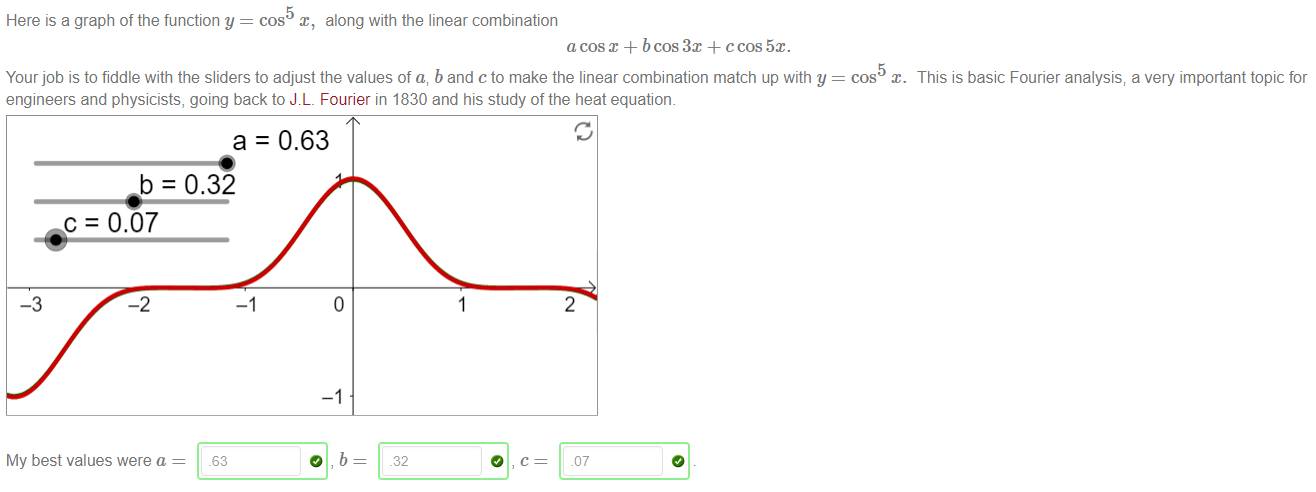 Here is a graph of the function y = cos⁵ x, along with the linear combination
a cos x + b cos 3x + c cos 5x.
Your job is to fiddle with the sliders to adjust the values of a, b and c to make the linear combination match up with y = cos⁵ x. This is basic Fourier analysis, a very important topic for
engineers and physicists, going back to J.L. Fourier in 1830 and his study of the heat equation.
a = 0.63
1
b = 0.32
c = 0.07
–3 –2 –1 0 1 2
–1
My best values were a = .63 , b = .32 , c = .07 .